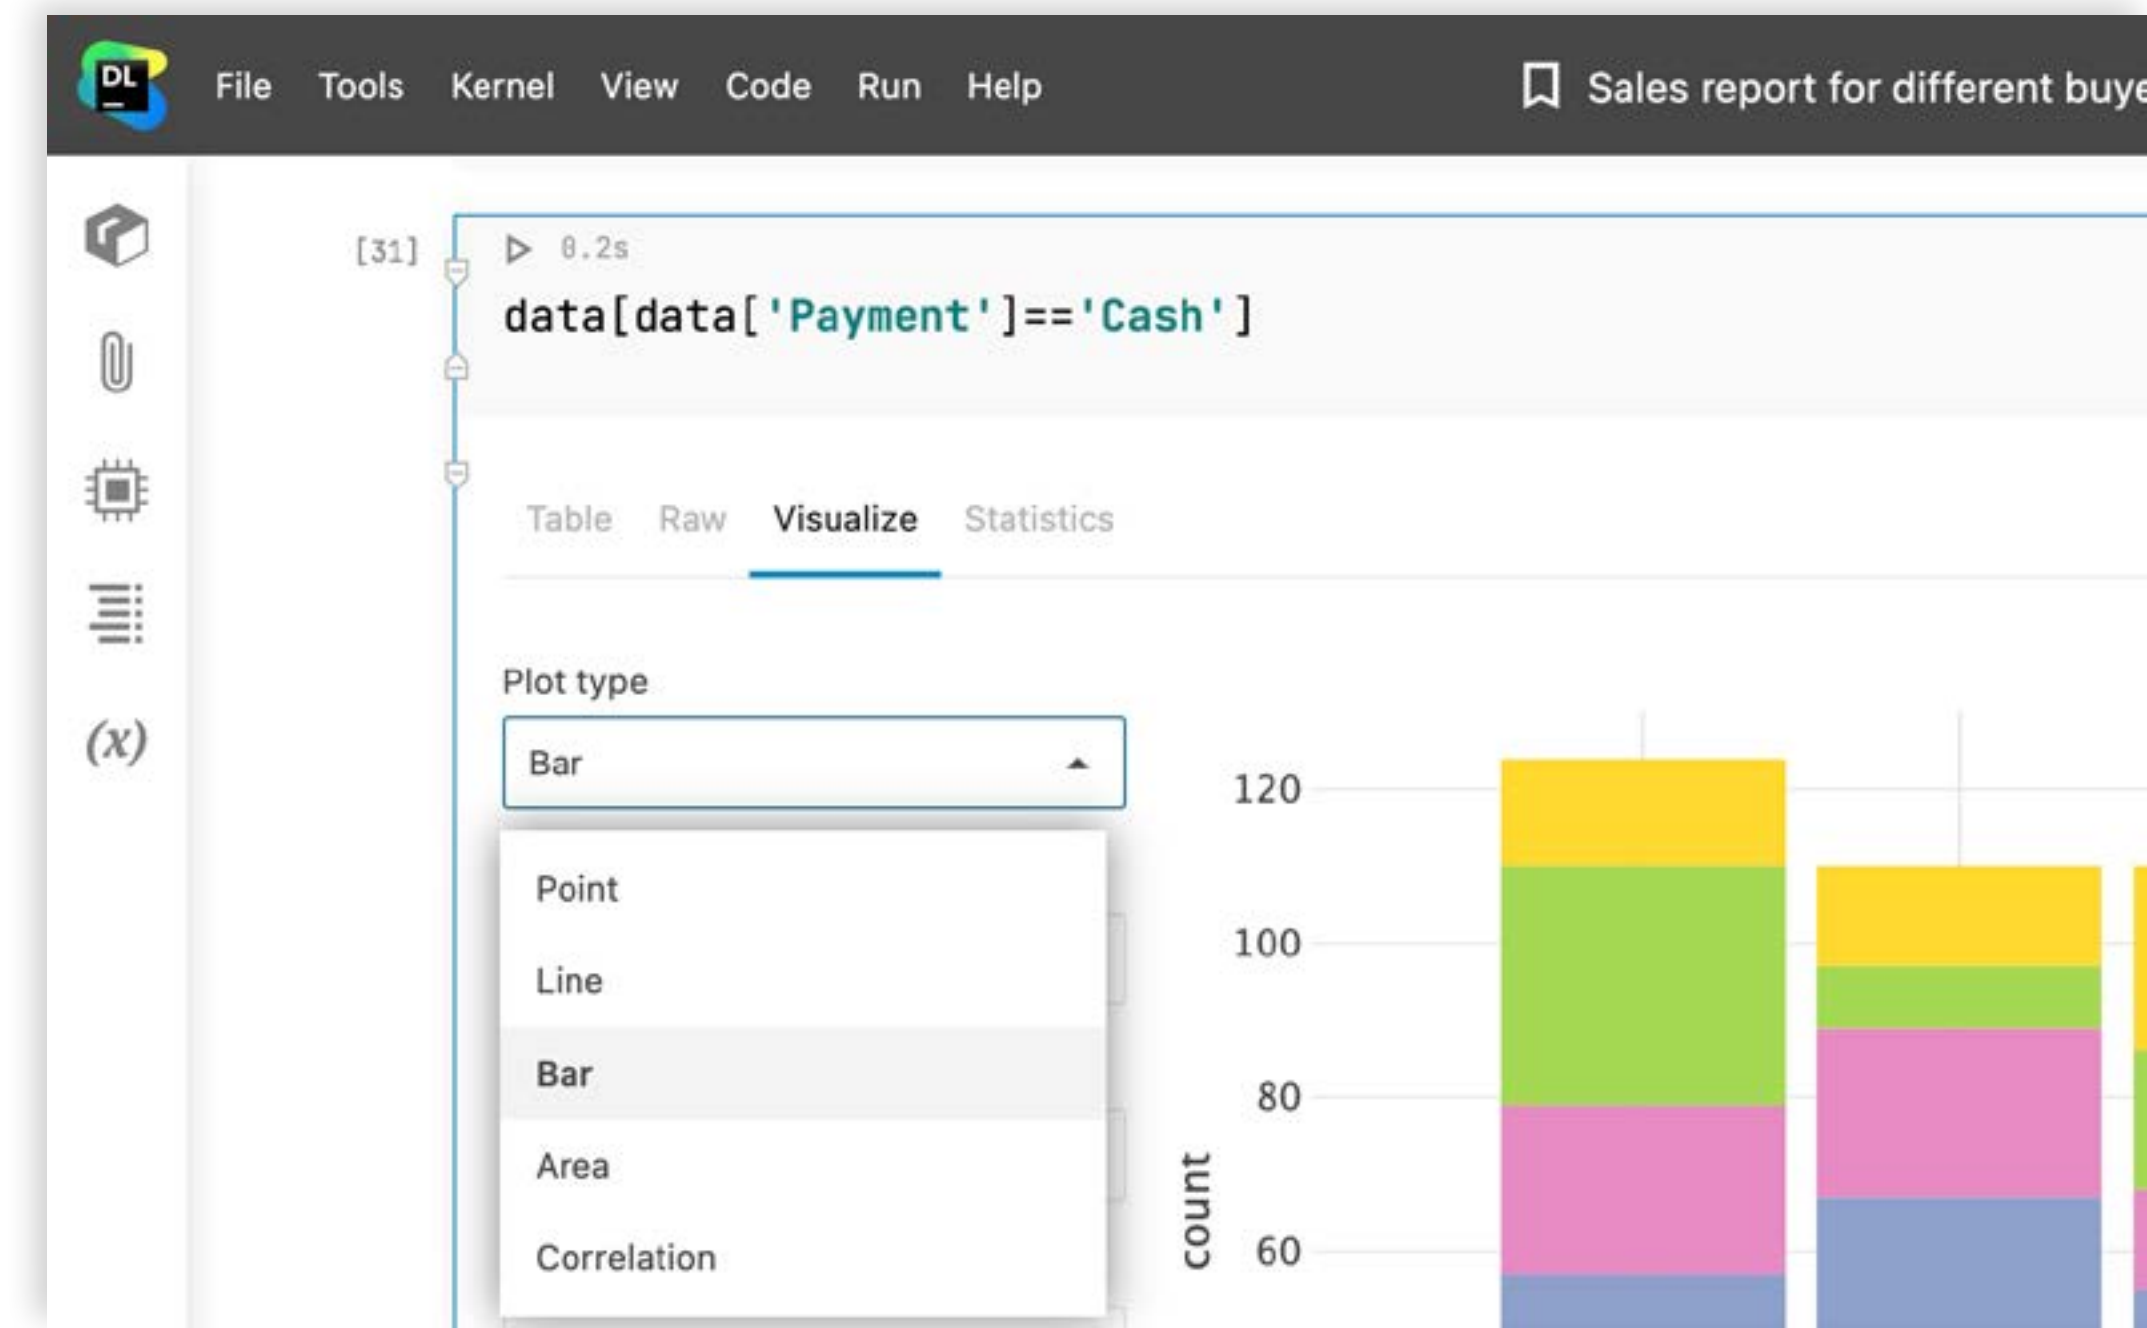 DL
File Tools Kernel View Code Run Help
Sales report for different buye
[31]
0.2s
data[data['Payment']=='Cash']
Table Raw Visualize Statistics
Plot type
Bar
Point
Line
Bar
Area
Correlation
(x)
120
100
80
60
count